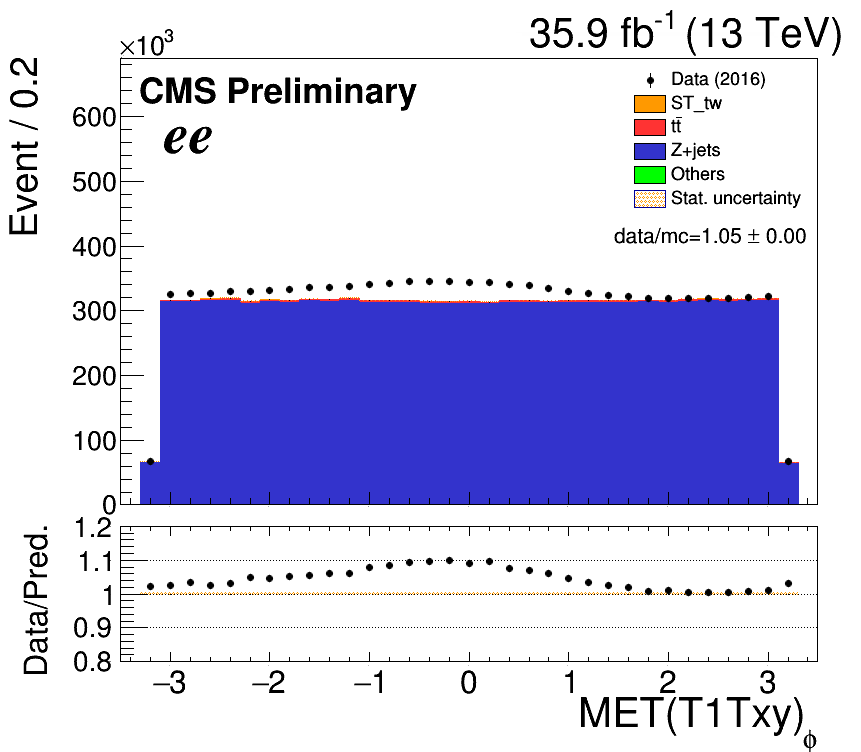 ×10³
35.9 fb⁻¹ (13 TeV)
Event / 0.2
CMS Preliminary
ee
Data (2016)
ST_tw
tt̄
Z+jets
Others
Stat. uncertainty
data/mc=1.05 ± 0.00
600
500
400
300
200
100
0
Data/Pred.
1.2
1.1
1
0.9
0.8
−3 −2 −1 0 1 2 3
MET(T1Txy)_ϕ